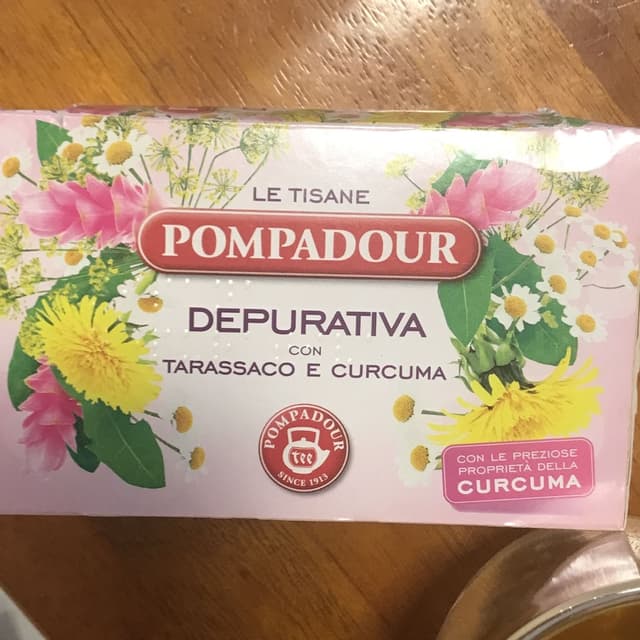 LE TISANE
POMPADOUR
DEPURATIVA
CON
TARASSACO E CURCUMA
POMPADOUR
tee
SINCE 1913
CON LE PREZIOSE
PROPRIETÀ DELLA
CURCUMA